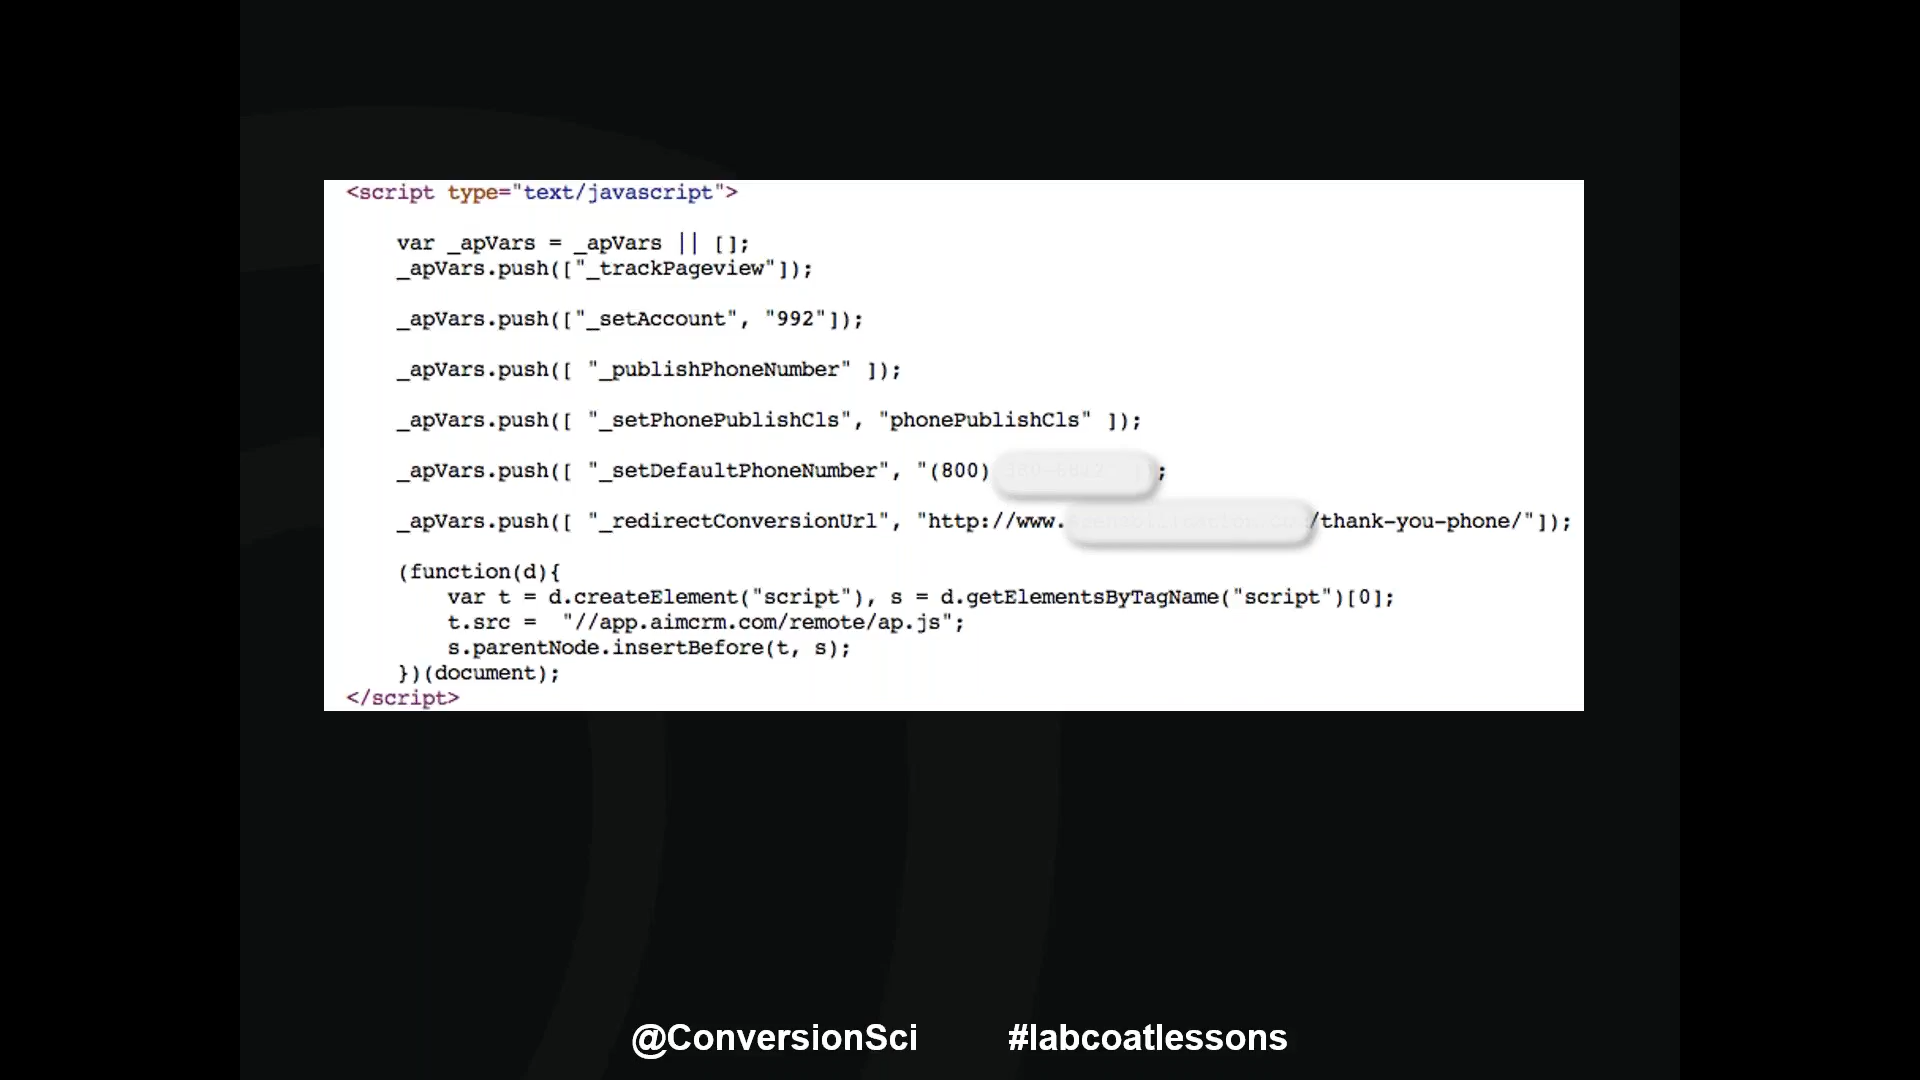 <script type="text/javascript">
var _apVars = _apVars || [];
_apVars.push(["_trackPageview"]);
_apVars.push(["_setAccount", "992"]);
_apVars.push([ "_publishPhoneNumber" ]);
_apVars.push([ "_setPhonePublishCls", "phonePublishCls" ]);
_apVars.push([ "_setDefaultPhoneNumber", "(800) ;
_apVars.push([ "_redirectConversionUrl", "http://www. /thank-you-phone/"]);
(function(d){
var t = d.createElement("script"), s = d.getElementsByTagName("script")[0];
t.src =  "//app.aimcrm.com/remote/ap.js";
s.parentNode.insertBefore(t, s);
})(document);
</script>
@ConversionSci #labcoatlessons